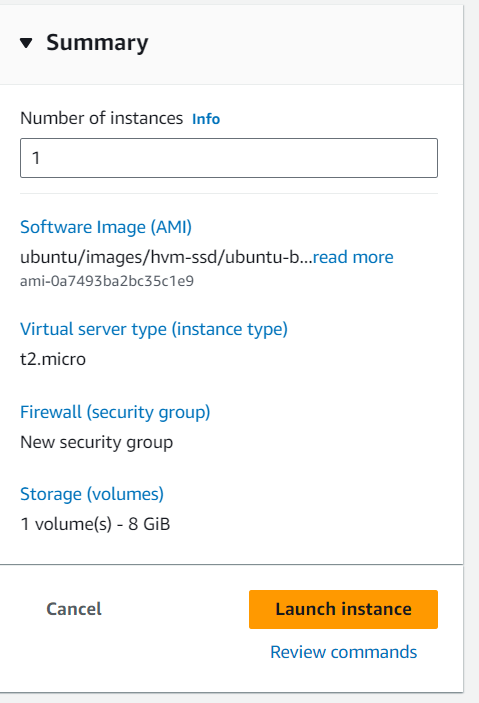 Summary
Number of instances Info
1
Software Image (AMI)
ubuntu/images/hvm-ssd/ubuntu-b...read more
ami-0a7493ba2bc35c1e9
Virtual server type (instance type)
t2.micro
Firewall (security group)
New security group
Storage (volumes)
1 volume(s) - 8 GiB
Cancel
Launch instance
Review commands